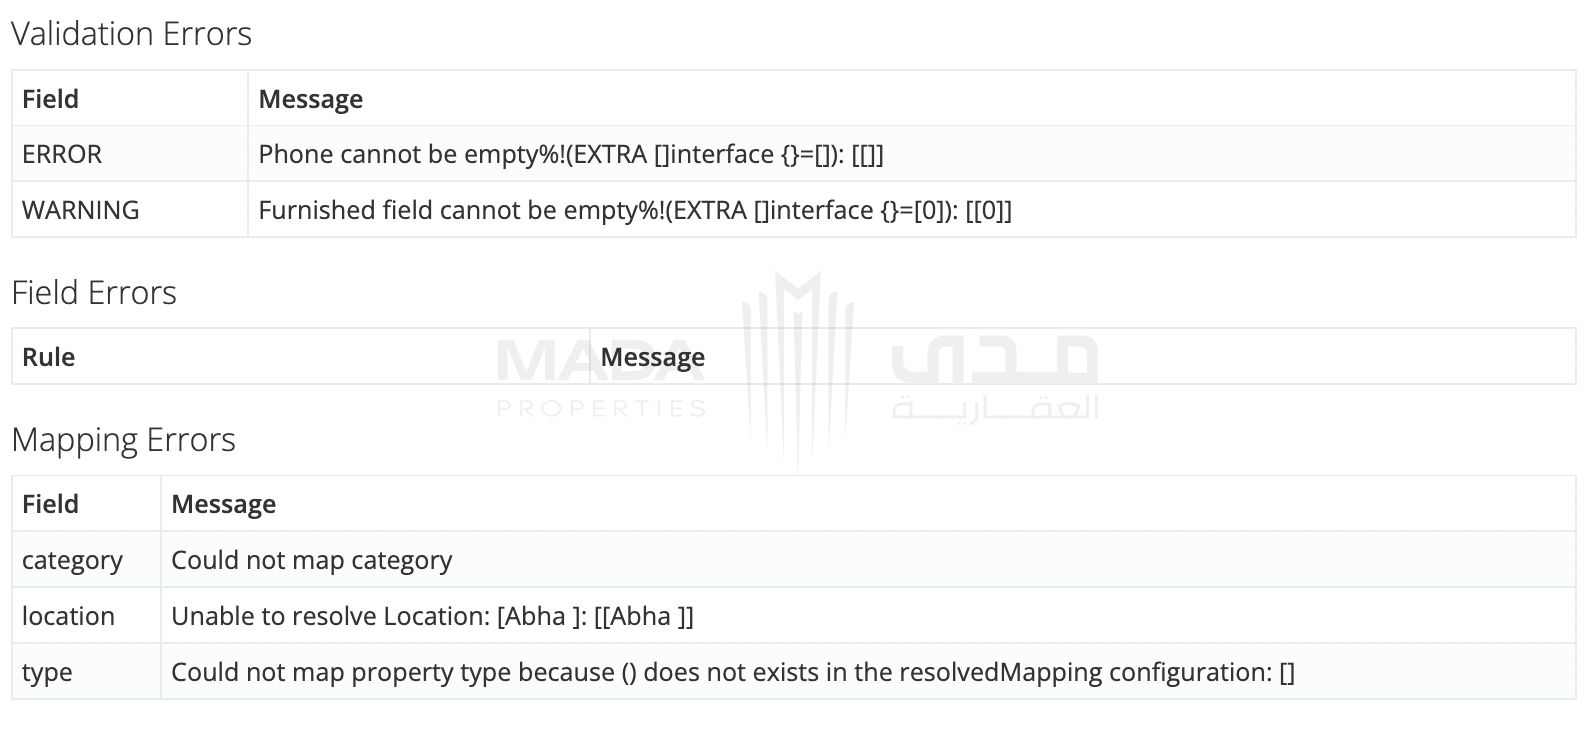 Validation Errors
Field Message
ERROR Phone cannot be empty%!(EXTRA []interface {}=[]): [[]]
WARNING Furnished field cannot be empty%!(EXTRA []interface {}=[0]): [[0]]
Field Errors
Rule Message
MADA مدى
PROPERTIES العقارية
Mapping Errors
Field Message
category Could not map category
location Unable to resolve Location: [Abha ]: [[Abha ]]
type Could not map property type because () does not exists in the resolvedMapping configuration: []